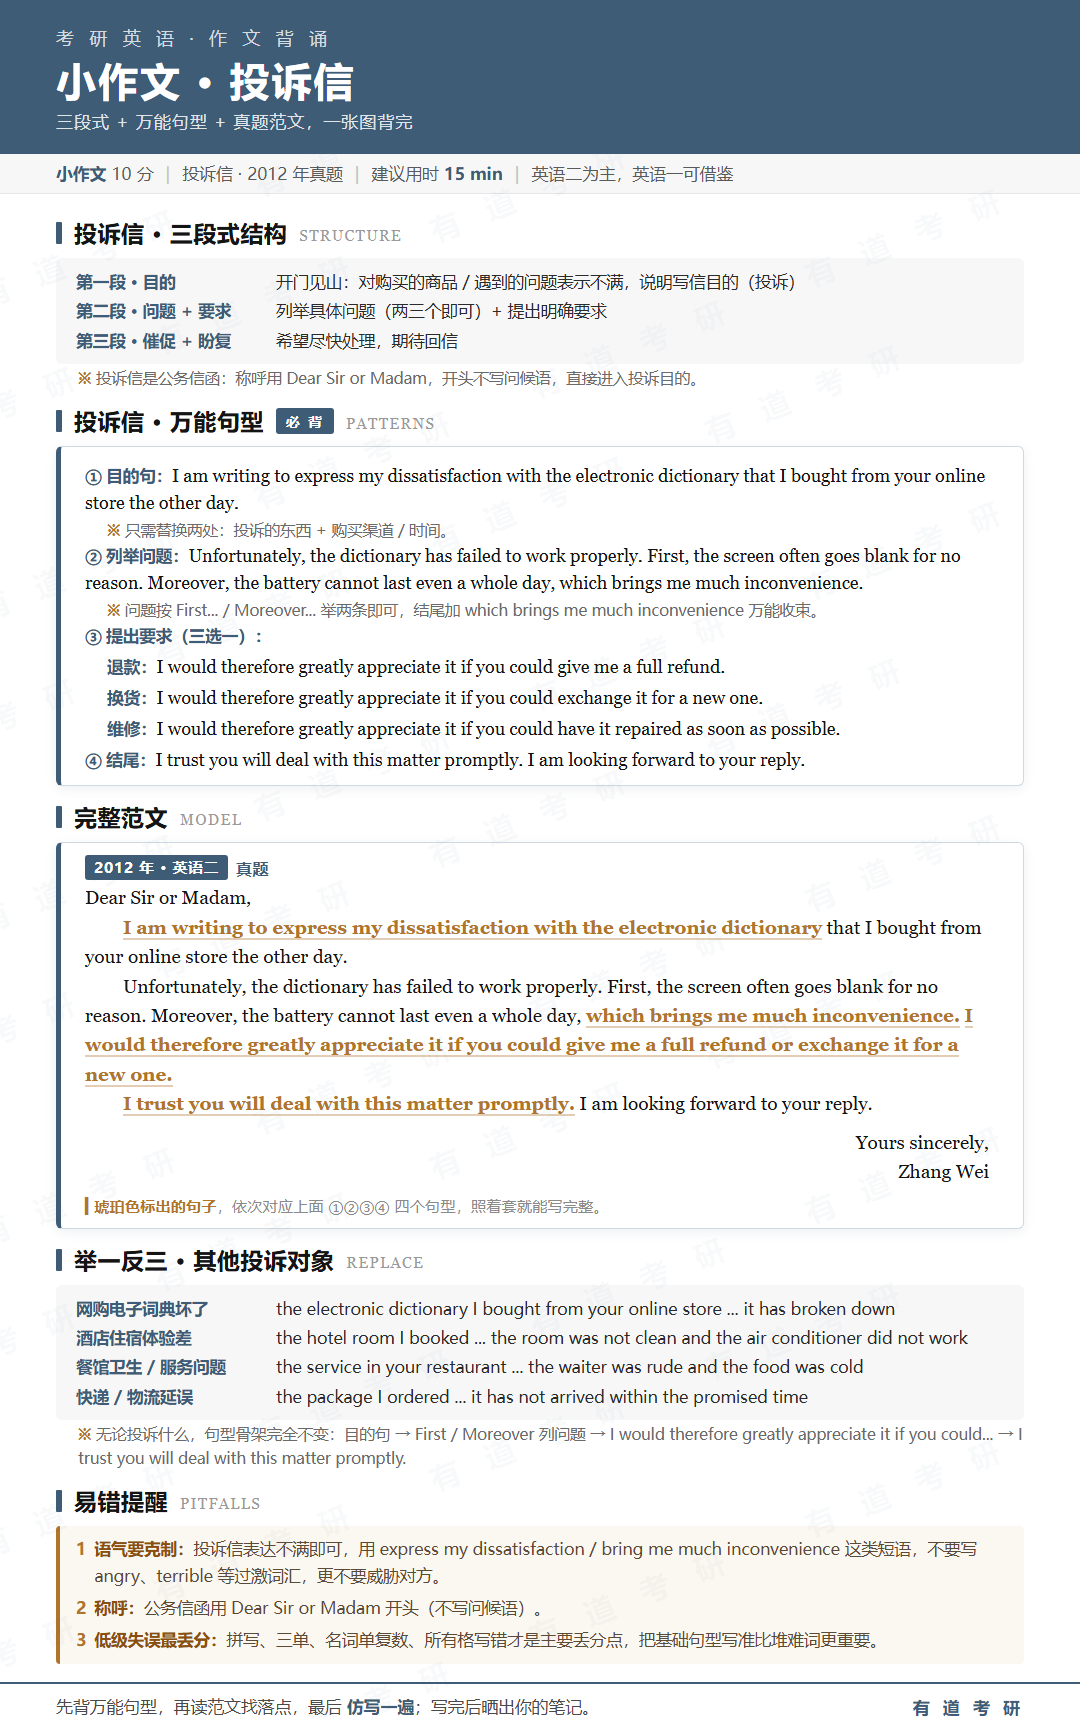 考研英语·作文背诵
小作文·投诉信
三段式 + 万能句型 + 真题范文，一张图背完
小作文 10 分 | 投诉信 · 2012 年真题 | 建议用时 15 min | 英语二为主，英语一可借鉴
投诉信·三段式结构 STRUCTURE
第一段·目的 开门见山：对购买的商品 / 遇到的问题表示不满，说明写信目的（投诉）
第二段·问题 + 要求 列举具体问题（两三个即可）+ 提出明确要求
第三段·催促 + 盼复 希望尽快处理，期待回信
※ 投诉信是公务信函：称呼用 Dear Sir or Madam，开头不写问候语，直接进入投诉目的。
投诉信·万能句型 必背 PATTERNS
① 目的句：I am writing to express my dissatisfaction with the electronic dictionary that I bought from your online
store the other day.
※ 只需替换两处：投诉的东西 + 购买渠道 / 时间。
② 列举问题：Unfortunately, the dictionary has failed to work properly. First, the screen often goes blank for no
reason. Moreover, the battery cannot last even a whole day, which brings me much inconvenience.
※ 问题按 First... / Moreover... 举两条即可，结尾加 which brings me much inconvenience 万能收束。
③ 提出要求（三选一）：
退款：I would therefore greatly appreciate it if you could give me a full refund.
换货：I would therefore greatly appreciate it if you could exchange it for a new one.
维修：I would therefore greatly appreciate it if you could have it repaired as soon as possible.
④ 结尾：I trust you will deal with this matter promptly. I am looking forward to your reply.
完整范文 MODEL
2012 年·英语二 真题
Dear Sir or Madam,
I am writing to express my dissatisfaction with the electronic dictionary that I bought from
your online store the other day.
Unfortunately, the dictionary has failed to work properly. First, the screen often goes blank for no
reason. Moreover, the battery cannot last even a whole day, which brings me much inconvenience. I
would therefore greatly appreciate it if you could give me a full refund or exchange it for a
new one.
I trust you will deal with this matter promptly. I am looking forward to your reply.
Yours sincerely,
Zhang Wei
琥珀色标出的句子，依次对应上面 ①②③④ 四个句型，照着套就能写完整。
举一反三·其他投诉对象 REPLACE
网购电子词典坏了 the electronic dictionary I bought from your online store ... it has broken down
酒店住宿体验差 the hotel room I booked ... the room was not clean and the air conditioner did not work
餐馆卫生 / 服务问题 the service in your restaurant ... the waiter was rude and the food was cold
快递 / 物流延误 the package I ordered ... it has not arrived within the promised time
※ 无论投诉什么，句型骨架完全不变：目的句 → First / Moreover 列问题 → I would therefore greatly appreciate it if you could... → I
trust you will deal with this matter promptly.
易错提醒 PITFALLS
1 语气要克制：投诉信表达不满即可，用 express my dissatisfaction / bring me much inconvenience 这类短语，不要写
angry、terrible 等过激词汇，更不要威胁对方。
2 称呼：公务信函用 Dear Sir or Madam 开头（不写问候语）。
3 低级失误最丢分：拼写、三单、名词单复数、所有格写错才是主要丢分点，把基础句型写准比堆难词更重要。
先背万能句型，再读范文找落点，最后 仿写一遍；写完后晒出你的笔记。
有道考研